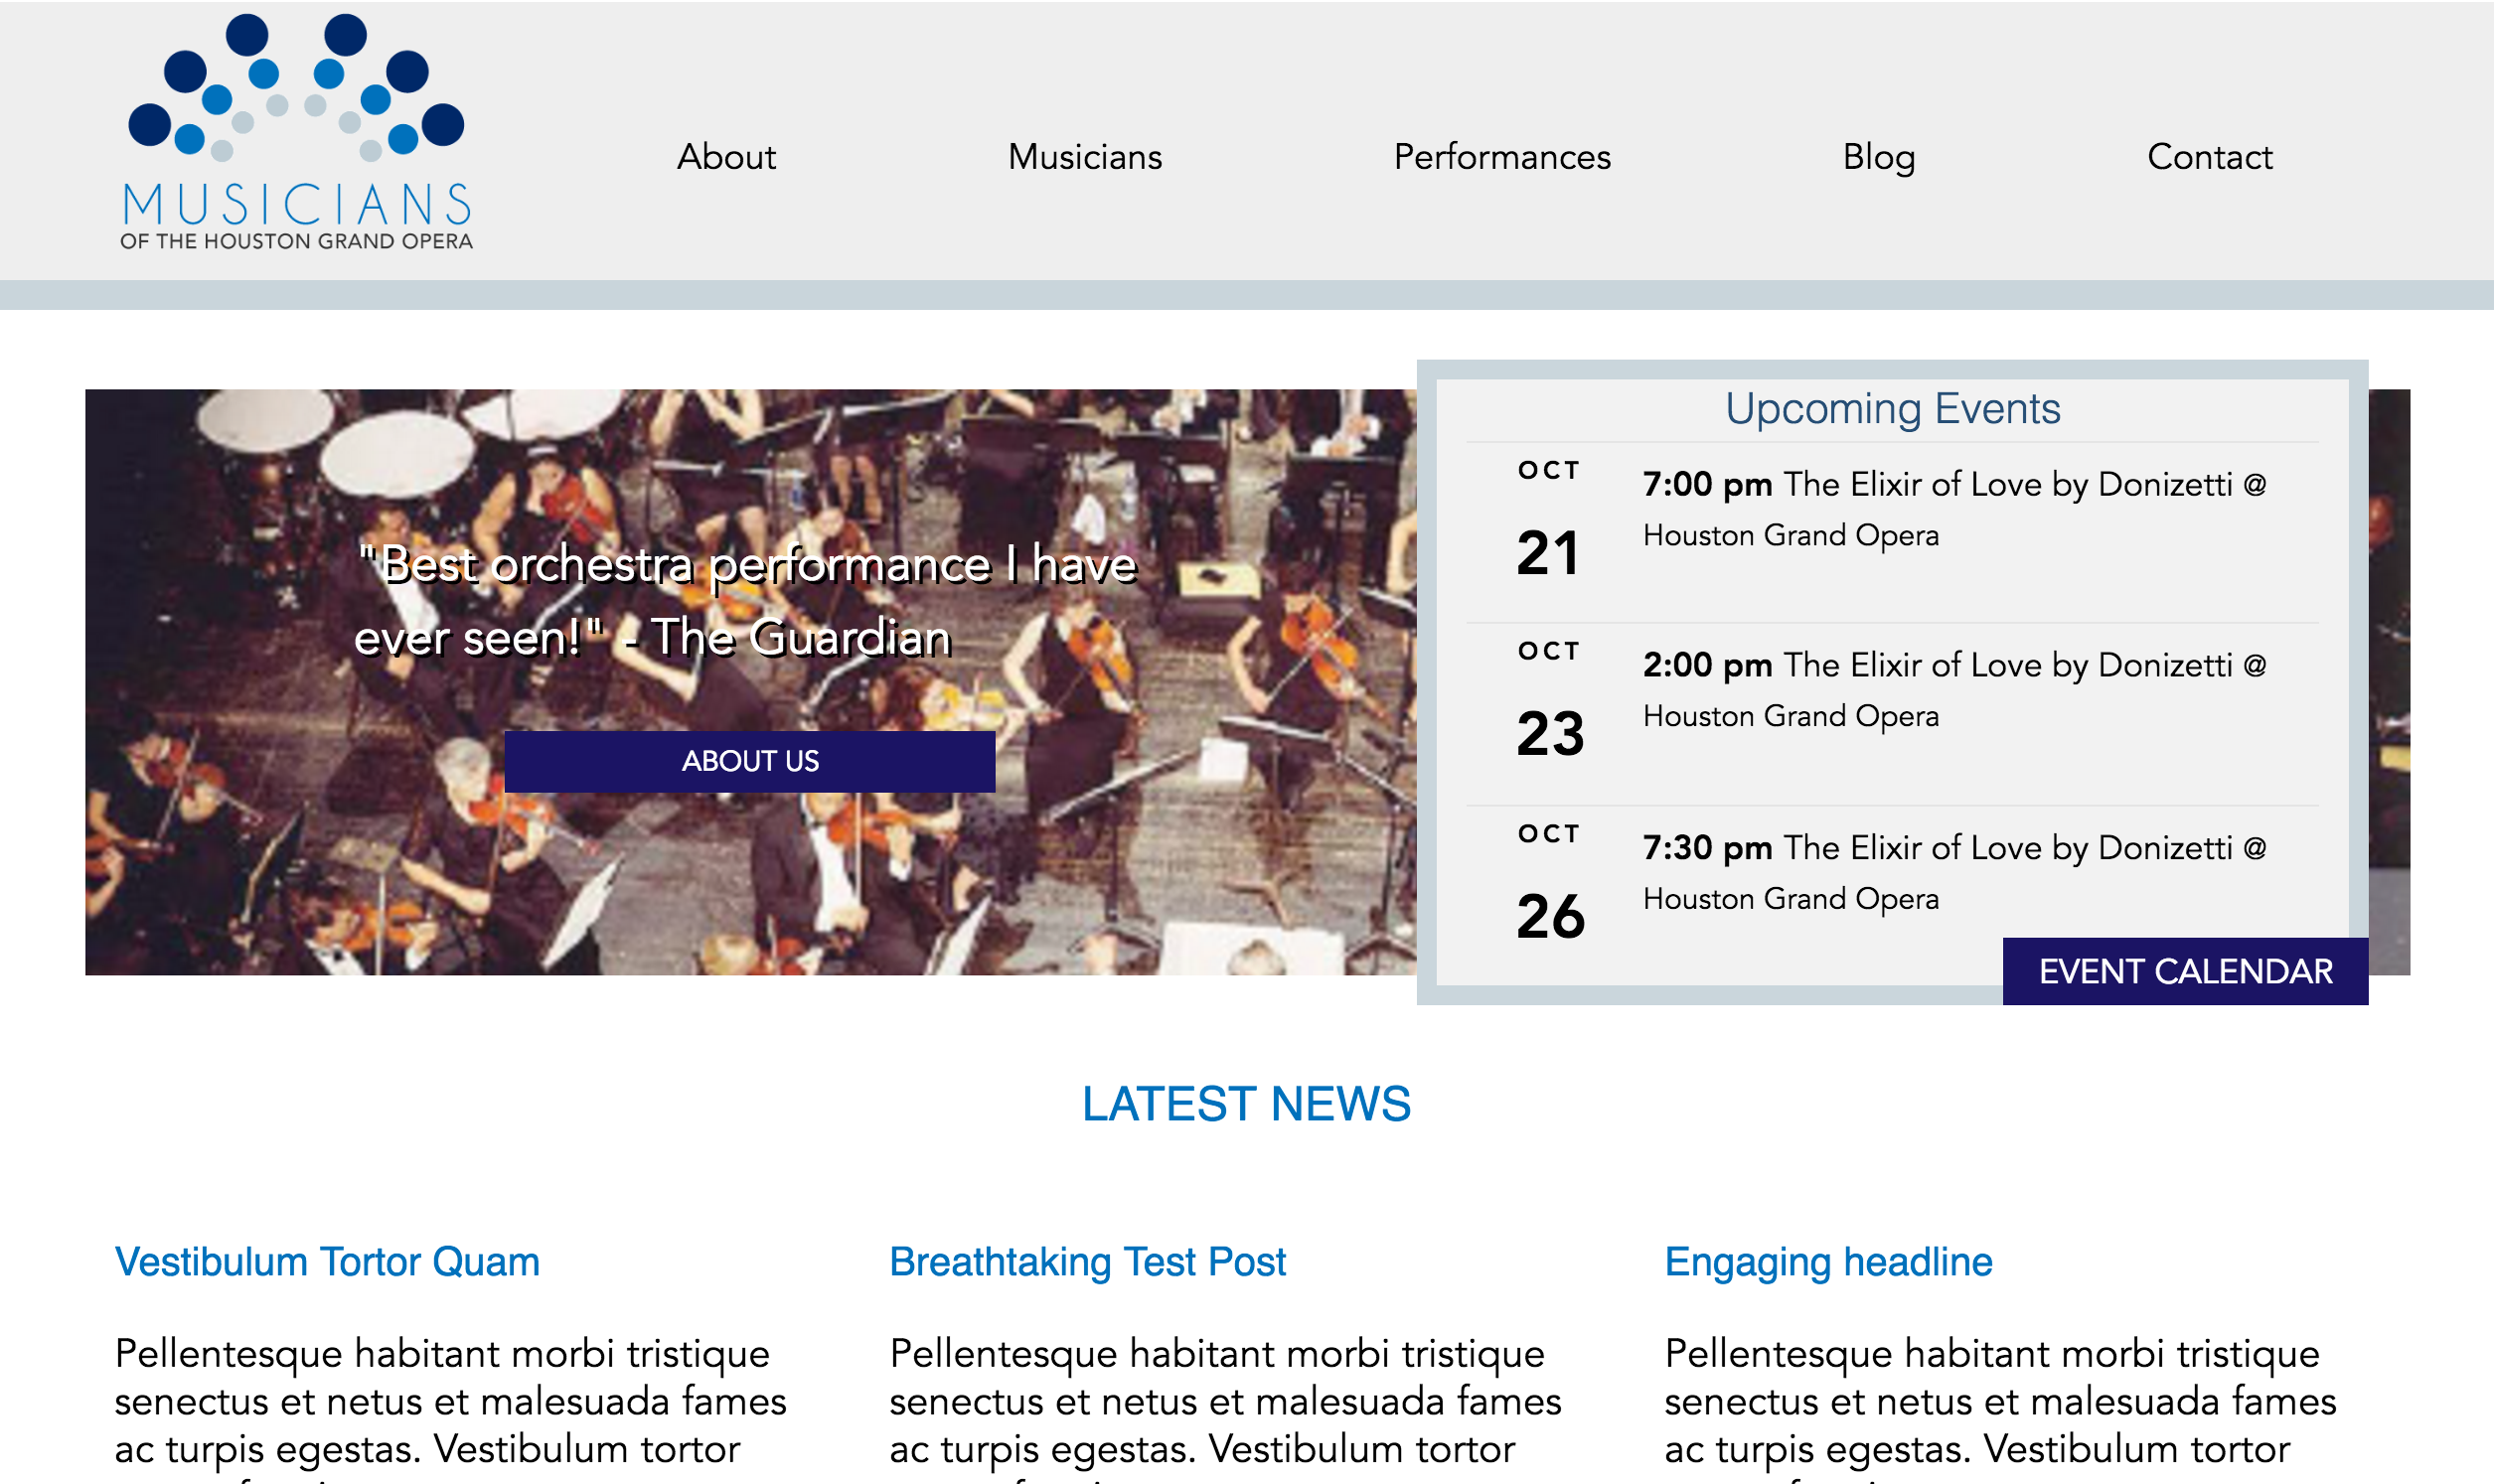 MUSICIANS
OF THE HOUSTON GRAND OPERA
About Musicians Performances Blog Contact
"Best orchestra performance I have
ever seen!" - The Guardian
ABOUT US
Upcoming Events
OCT
21
7:00 pm The Elixir of Love by Donizetti @
Houston Grand Opera
OCT
23
2:00 pm The Elixir of Love by Donizetti @
Houston Grand Opera
OCT
26
7:30 pm The Elixir of Love by Donizetti @
Houston Grand Opera
EVENT CALENDAR
LATEST NEWS
Vestibulum Tortor Quam
Pellentesque habitant morbi tristique
senectus et netus et malesuada fames
ac turpis egestas. Vestibulum tortor
Breathtaking Test Post
Pellentesque habitant morbi tristique
senectus et netus et malesuada fames
ac turpis egestas. Vestibulum tortor
Engaging headline
Pellentesque habitant morbi tristique
senectus et netus et malesuada fames
ac turpis egestas. Vestibulum tortor